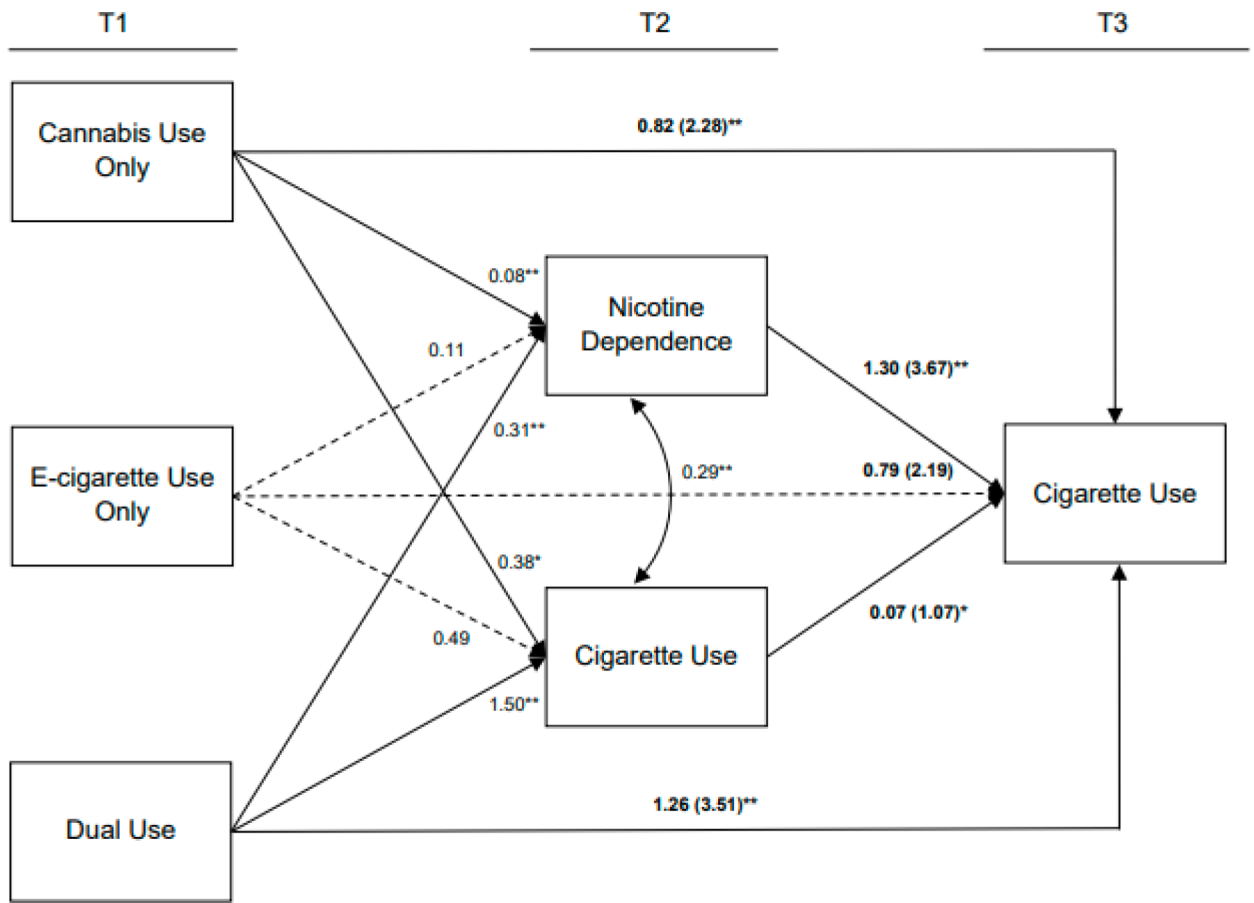 T1
T2
T3
Cannabis Use
Only
0.82 (2.28)**
0.08**
Nicotine
Dependence
0.11
1.30 (3.67)**
0.31**
E-cigarette Use
Only
0.29**
0.79 (2.19)
Cigarette Use
0.38*
0.49
Cigarette Use
0.07 (1.07)*
1.50**
Dual Use
1.26 (3.51)**